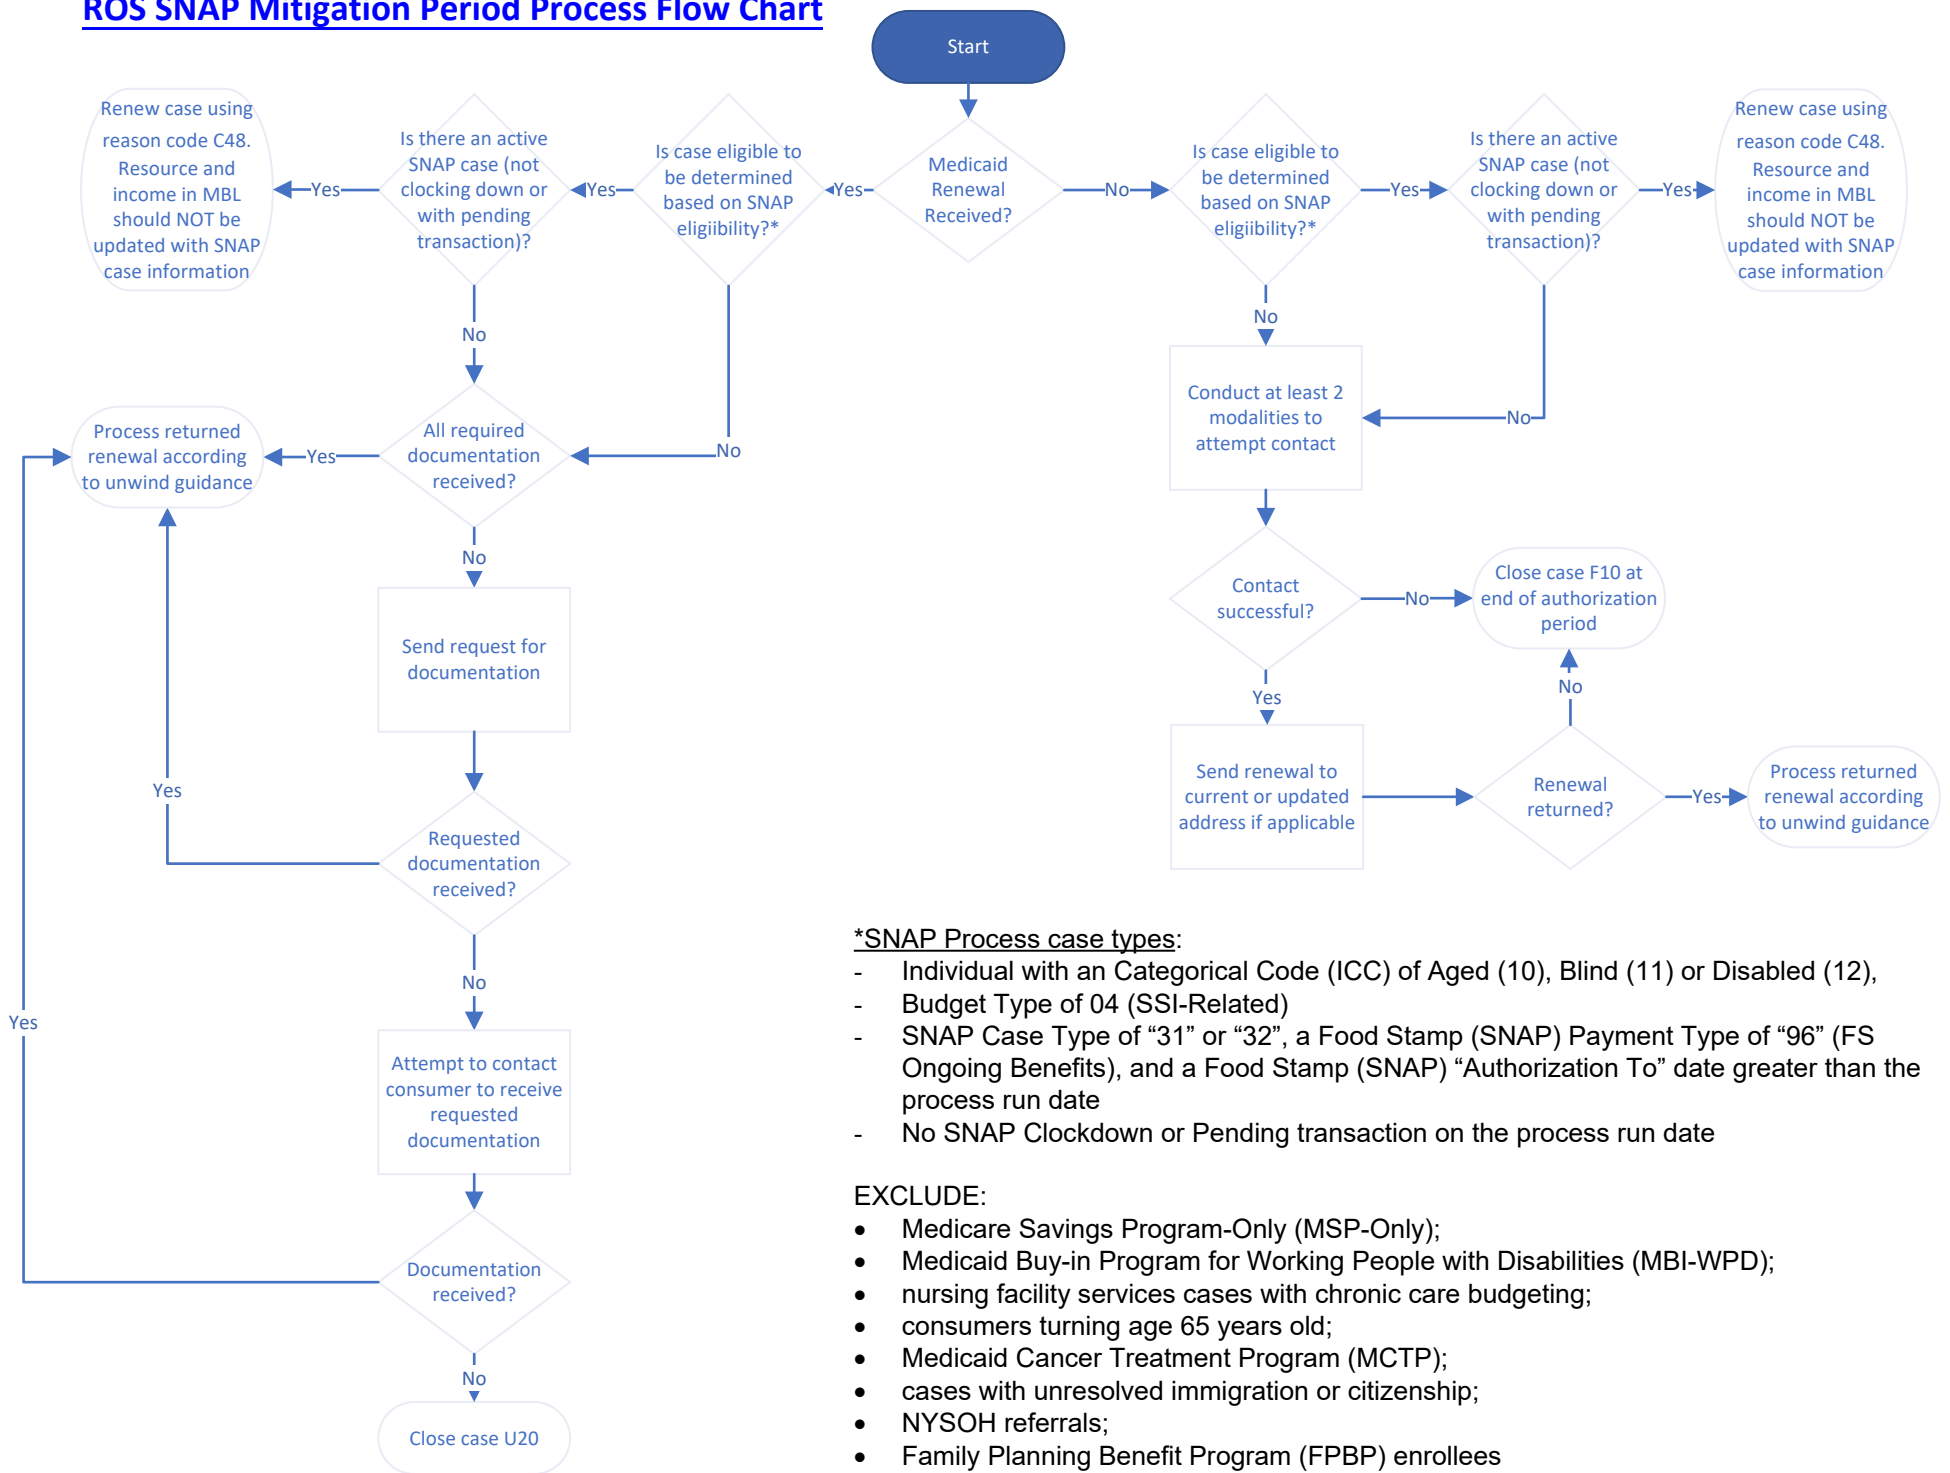 ROS SNAP Mitigation Period Process Flow Chart
Start
Renew case using
reason code C48.
Resource and
income in MBL
should NOT be
updated with SNAP
case information
Yes
Is there an active
SNAP case (not
clocking down or
with pending
transaction)?
Yes
Is case eligible to
be determined
based on SNAP
eligiibility?*
Yes
Medicaid
Renewal
Received?
No
Is case eligible to
be determined
based on SNAP
eligiibility?*
Yes
Is there an active
SNAP case (not
clocking down or
with pending
transaction)?
Yes
Renew case using
reason code C48.
Resource and
income in MBL
should NOT be
updated with SNAP
case information
No
No
Process returned
renewal according
to unwind guidance
Yes
All required
documentation
received?
No
Conduct at least 2
modalities to
attempt contact
No
No
Send request for
documentation
Contact
successful?
No
Close case F10 at
end of authorization
period
Yes
No
Yes
Requested
documentation
received?
Send renewal to
current or updated
address if applicable
Renewal
returned?
Yes
Process returned
renewal according
to unwind guidance
No
Yes
Attempt to contact
consumer to receive
requested
documentation
Documentation
received?
No
Close case U20
*SNAP Process case types:
- Individual with an Categorical Code (ICC) of Aged (10), Blind (11) or Disabled (12),
- Budget Type of 04 (SSI-Related)
- SNAP Case Type of “31” or “32”, a Food Stamp (SNAP) Payment Type of “96” (FS
Ongoing Benefits), and a Food Stamp (SNAP) “Authorization To” date greater than the
process run date
- No SNAP Clockdown or Pending transaction on the process run date
EXCLUDE:
• Medicare Savings Program-Only (MSP-Only);
• Medicaid Buy-in Program for Working People with Disabilities (MBI-WPD);
• nursing facility services cases with chronic care budgeting;
• consumers turning age 65 years old;
• Medicaid Cancer Treatment Program (MCTP);
• cases with unresolved immigration or citizenship;
• NYSOH referrals;
• Family Planning Benefit Program (FPBP) enrollees